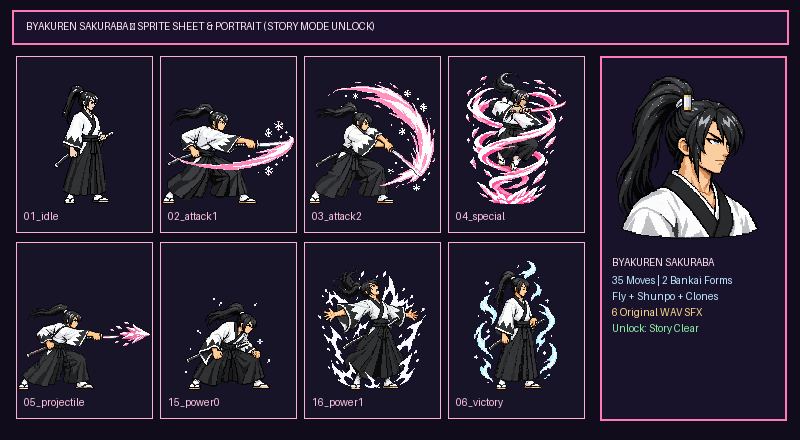 BYAKUREN SAKURABA▯ SPRITE SHEET & PORTRAIT (STORY MODE UNLOCK)
01_idle
02_attack1
03_attack2
04_special
05_projectile
15_power0
16_power1
06_victory
BYAKUREN SAKURABA
35 Moves | 2 Bankai Forms
Fly + Shunpo + Clones
6 Original WAV SFX
Unlock: Story Clear